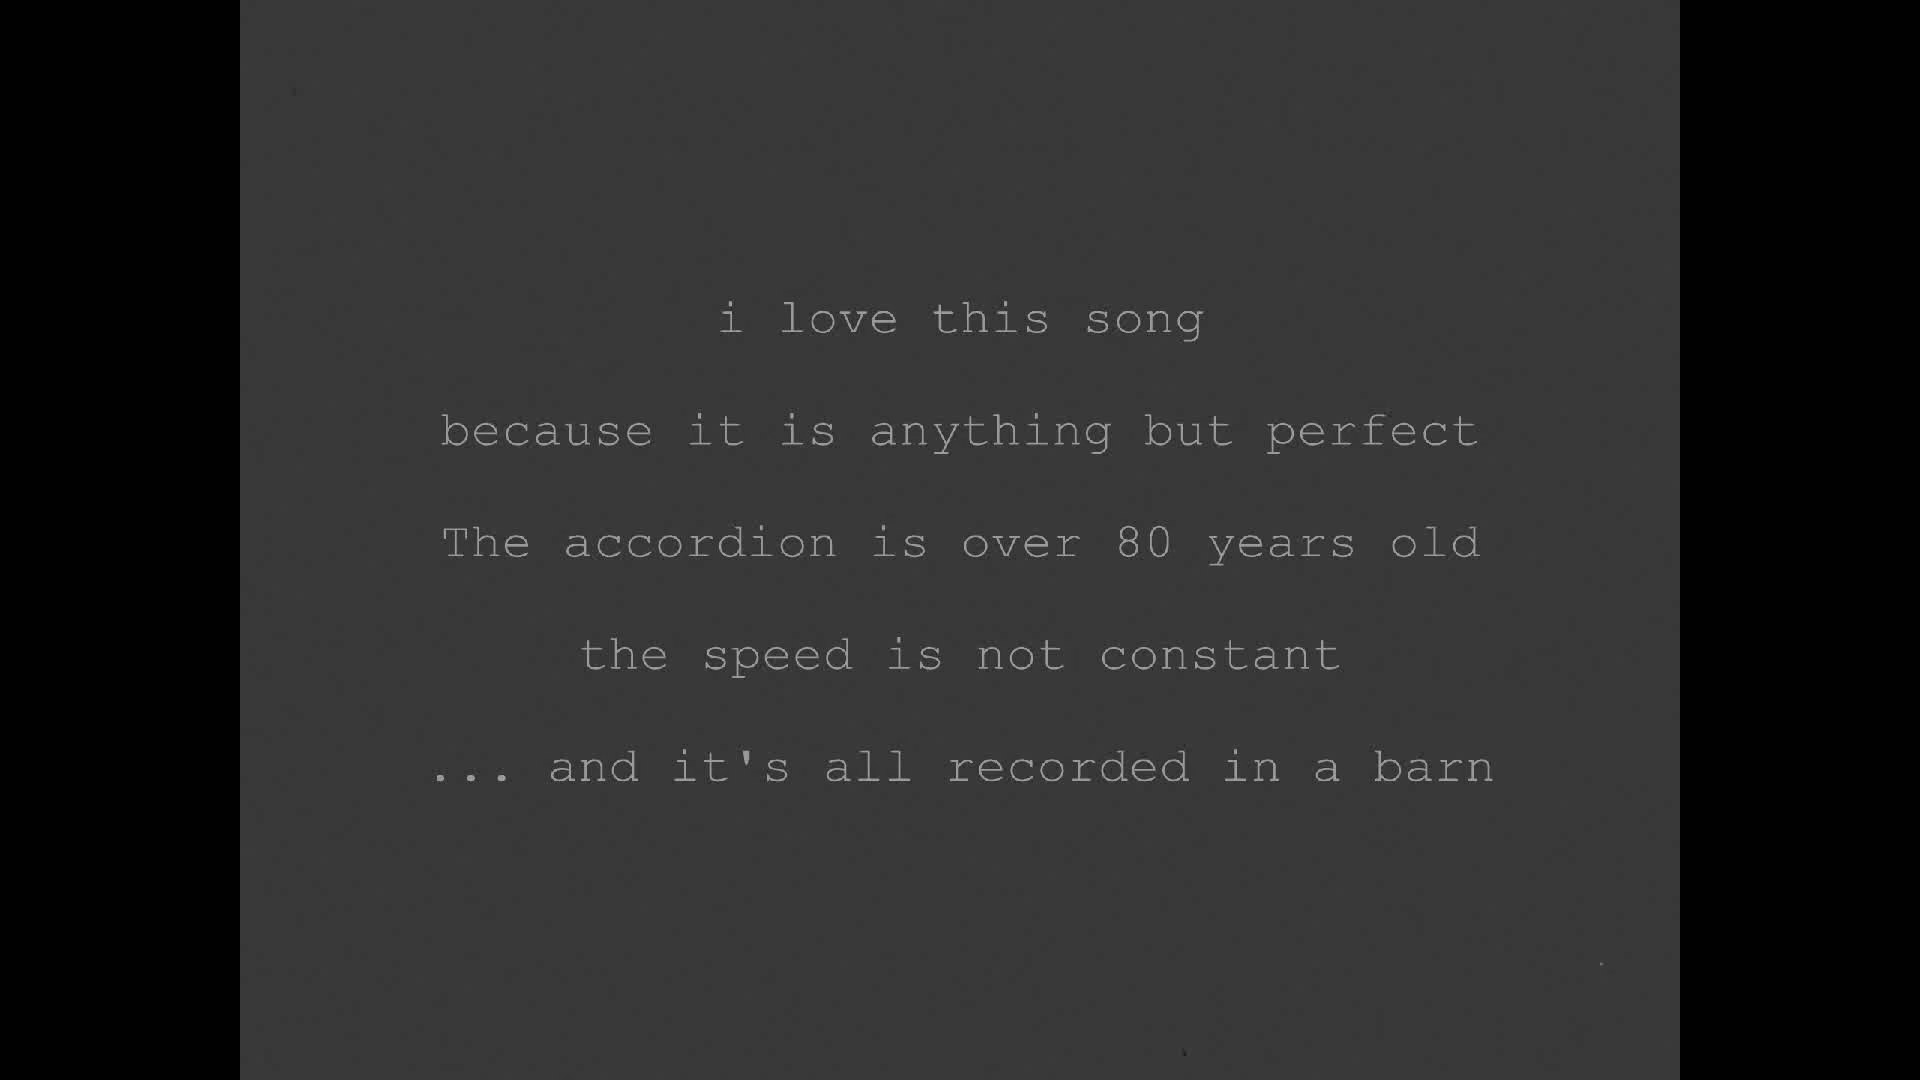 i love this song
because it is anything but perfect
The accordion is over 80 years old
the speed is not constant
... and it's all recorded in a barn